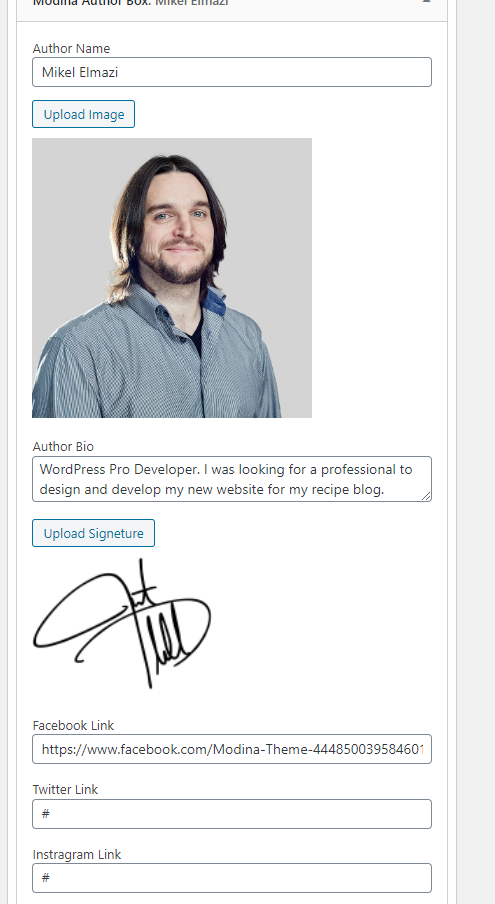 Modina Author Box: Mikel Elmazi
Author Name
Mikel Elmazi
Upload Image
Author Bio
WordPress Pro Developer. I was looking for a professional to
design and develop my new website for my recipe blog.
Upload Signeture
Facebook Link
https://www.facebook.com/Modina-Theme-444850039584601
Twitter Link
#
Instragram Link
#